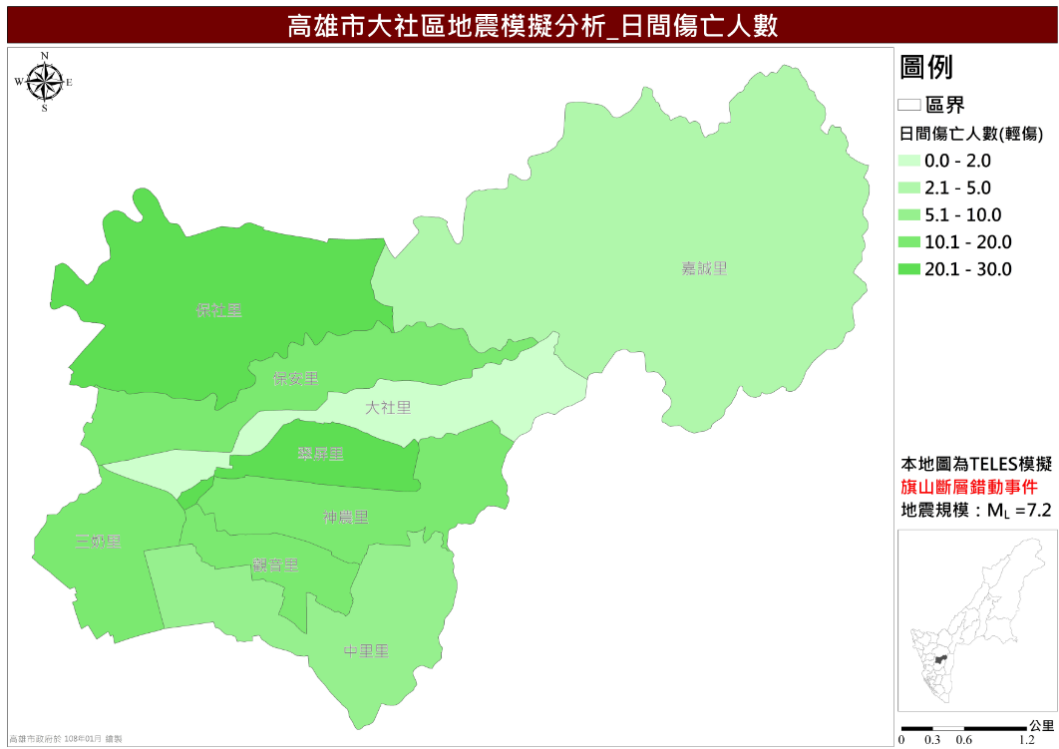 高雄市大社區地震模擬分析_日間傷亡人數
N
W
E
S
圖例
區界
日間傷亡人數(輕傷)
0.0 - 2.0
2.1 - 5.0
5.1 - 10.0
10.1 - 20.0
20.1 - 30.0
嘉誠里
保社里
保安里
大社里
翠屏里
神農里
三奶里
觀音里
中里里
本地圖為TELES模擬
旗山斷層錯動事件
地震規模：ML =7.2
公里
0 0.3 0.6 1.2
高雄市政府於 108年01月 繪製